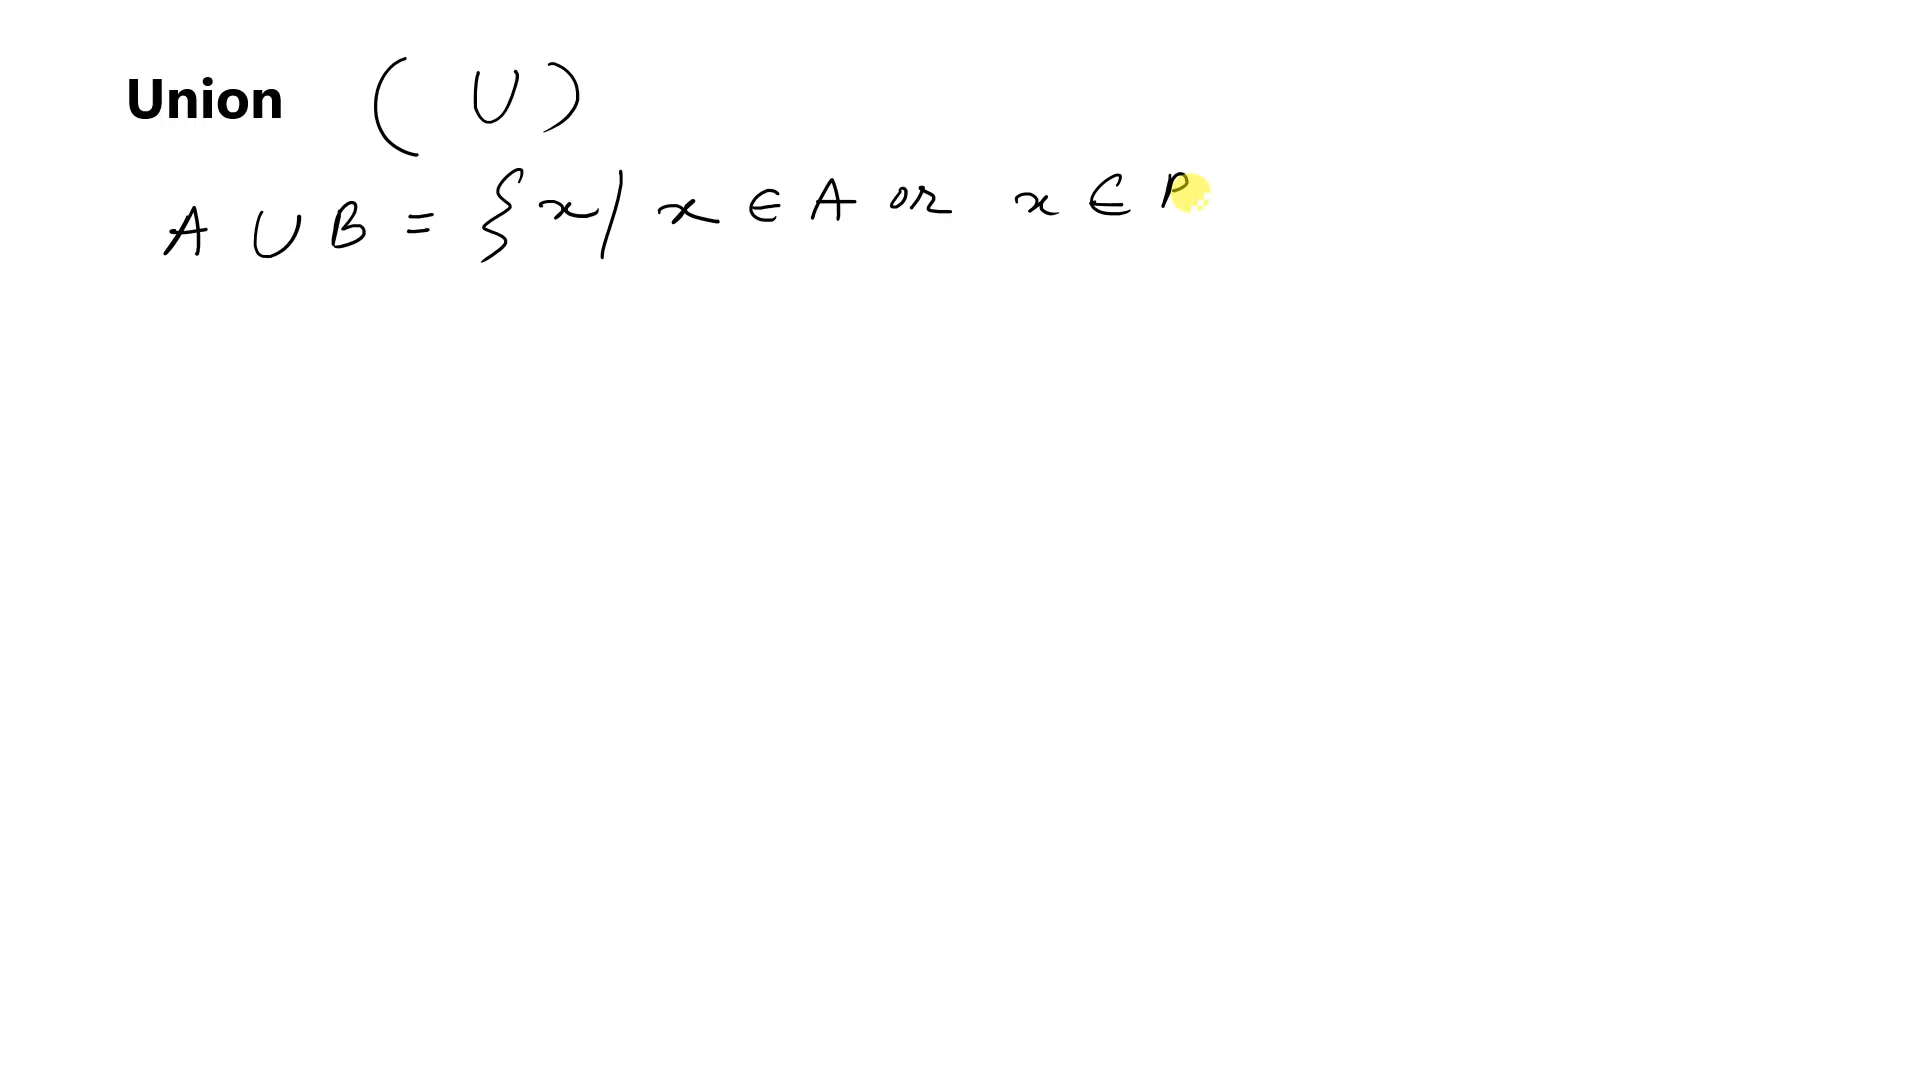 Union ( ∪ )
A ∪ B = { x / x ∈ A or x ∈